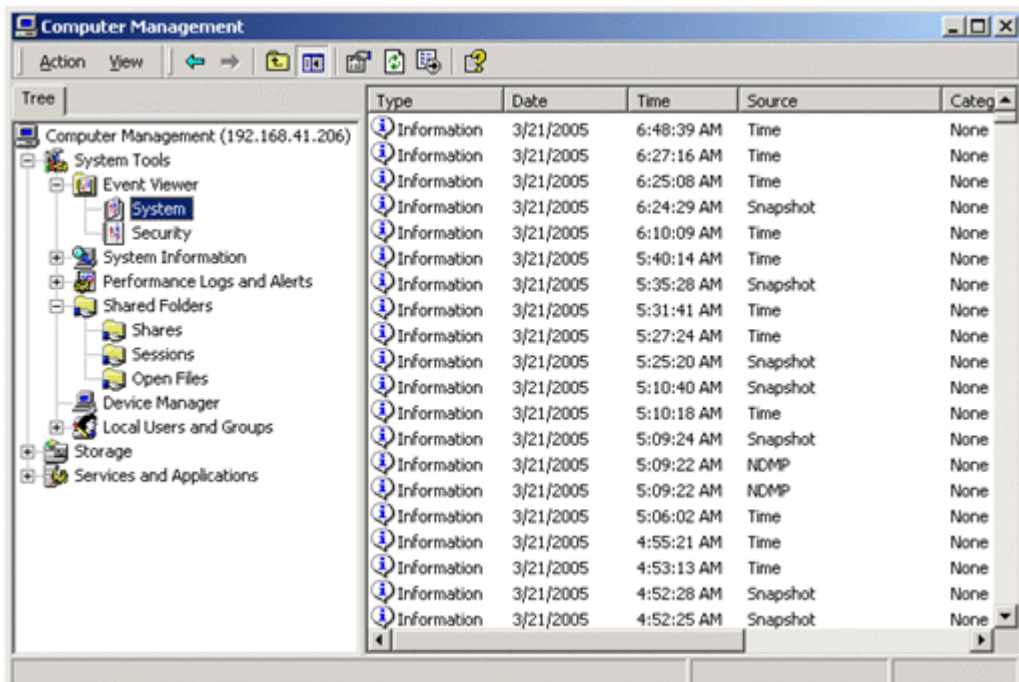 Computer Management
Action View
Tree
Computer Management (192.168.41.206)
System Tools
Event Viewer
System
Security
System Information
Performance Logs and Alerts
Shared Folders
Shares
Sessions
Open Files
Device Manager
Local Users and Groups
Storage
Services and Applications
Type Date Time Source Categ
Information 3/21/2005 6:48:39 AM Time None
Information 3/21/2005 6:27:16 AM Time None
Information 3/21/2005 6:25:08 AM Time None
Information 3/21/2005 6:24:29 AM Snapshot None
Information 3/21/2005 6:10:09 AM Time None
Information 3/21/2005 5:40:14 AM Time None
Information 3/21/2005 5:35:28 AM Snapshot None
Information 3/21/2005 5:31:41 AM Time None
Information 3/21/2005 5:27:24 AM Time None
Information 3/21/2005 5:25:20 AM Snapshot None
Information 3/21/2005 5:10:40 AM Snapshot None
Information 3/21/2005 5:10:18 AM Time None
Information 3/21/2005 5:09:24 AM Snapshot None
Information 3/21/2005 5:09:22 AM NDMP None
Information 3/21/2005 5:09:22 AM NDMP None
Information 3/21/2005 5:06:02 AM Time None
Information 3/21/2005 4:55:21 AM Time None
Information 3/21/2005 4:53:13 AM Time None
Information 3/21/2005 4:52:28 AM Snapshot None
Information 3/21/2005 4:52:25 AM Snapshot None